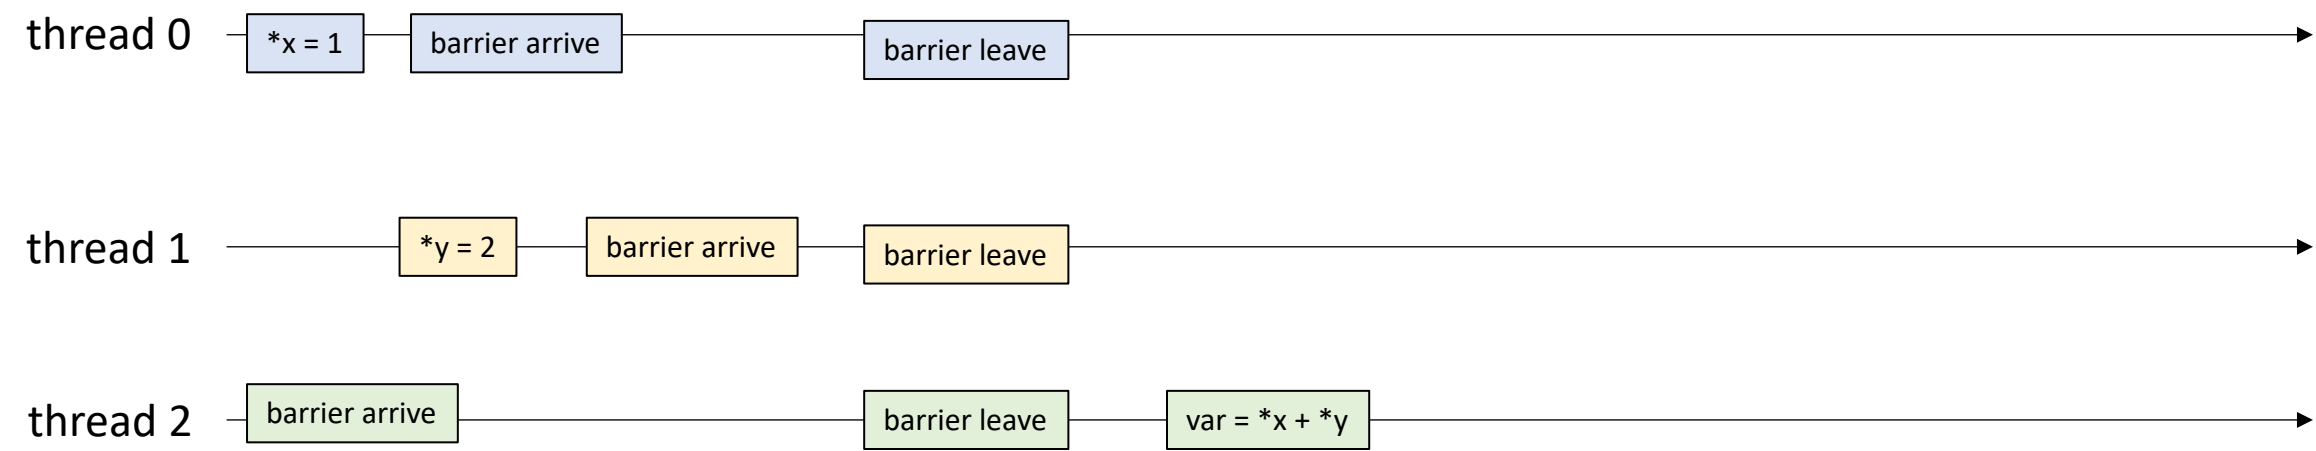 thread 0
*x = 1
barrier arrive
barrier leave
thread 1
*y = 2
barrier arrive
barrier leave
thread 2
barrier arrive
barrier leave
var = *x + *y